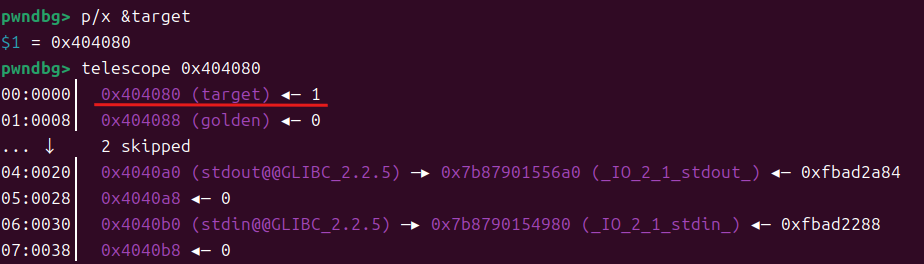 pwndbg> p/x &target
$1 = 0x404080
pwndbg> telescope 0x404080
00:0000│ 0x404080 (target) ◂— 1
01:0008│ 0x404088 (golden) ◂— 0
... ↓ 2 skipped
04:0020│ 0x4040a0 (stdout@@GLIBC_2.2.5) —▸ 0x7b87901556a0 (_IO_2_1_stdout_) ◂— 0xfbad2a84
05:0028│ 0x4040a8 ◂— 0
06:0030│ 0x4040b0 (stdin@@GLIBC_2.2.5) —▸ 0x7b8790154980 (_IO_2_1_stdin_) ◂— 0xfbad2288
07:0038│ 0x4040b8 ◂— 0